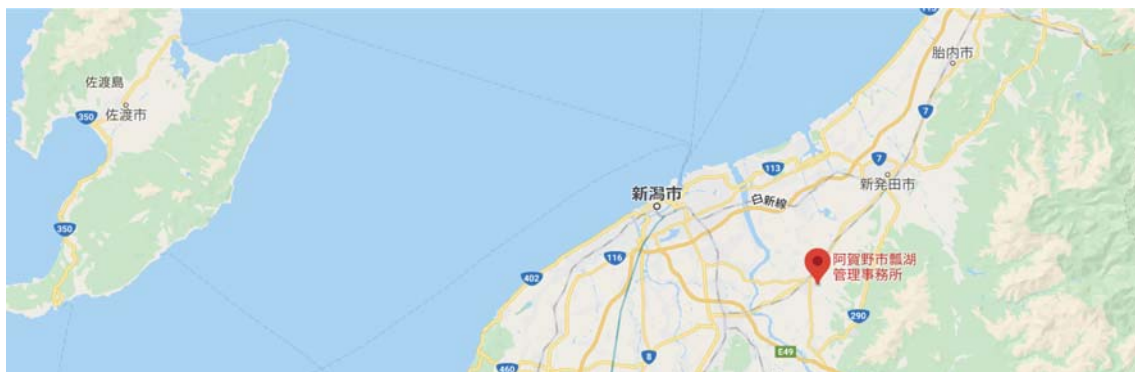 佐渡島
佐渡市
350
350
新潟市
白新線
113
7
7
胎内市
新発田市
116
402
460
8
阿賀野市瓢湖
管理事務所
290
E49